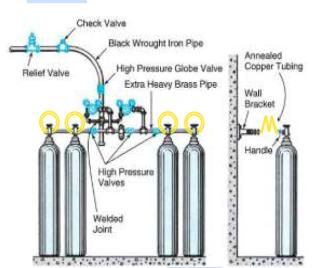 Check Valve
Black Wrought Iron Pipe
Relief Valve
High Pressure Globe Valve
Extra Heavy Brass Pipe
High Pressure
Valves
Welded
Joint
Annealed
Copper Tubing
Wall
Bracket
Handle